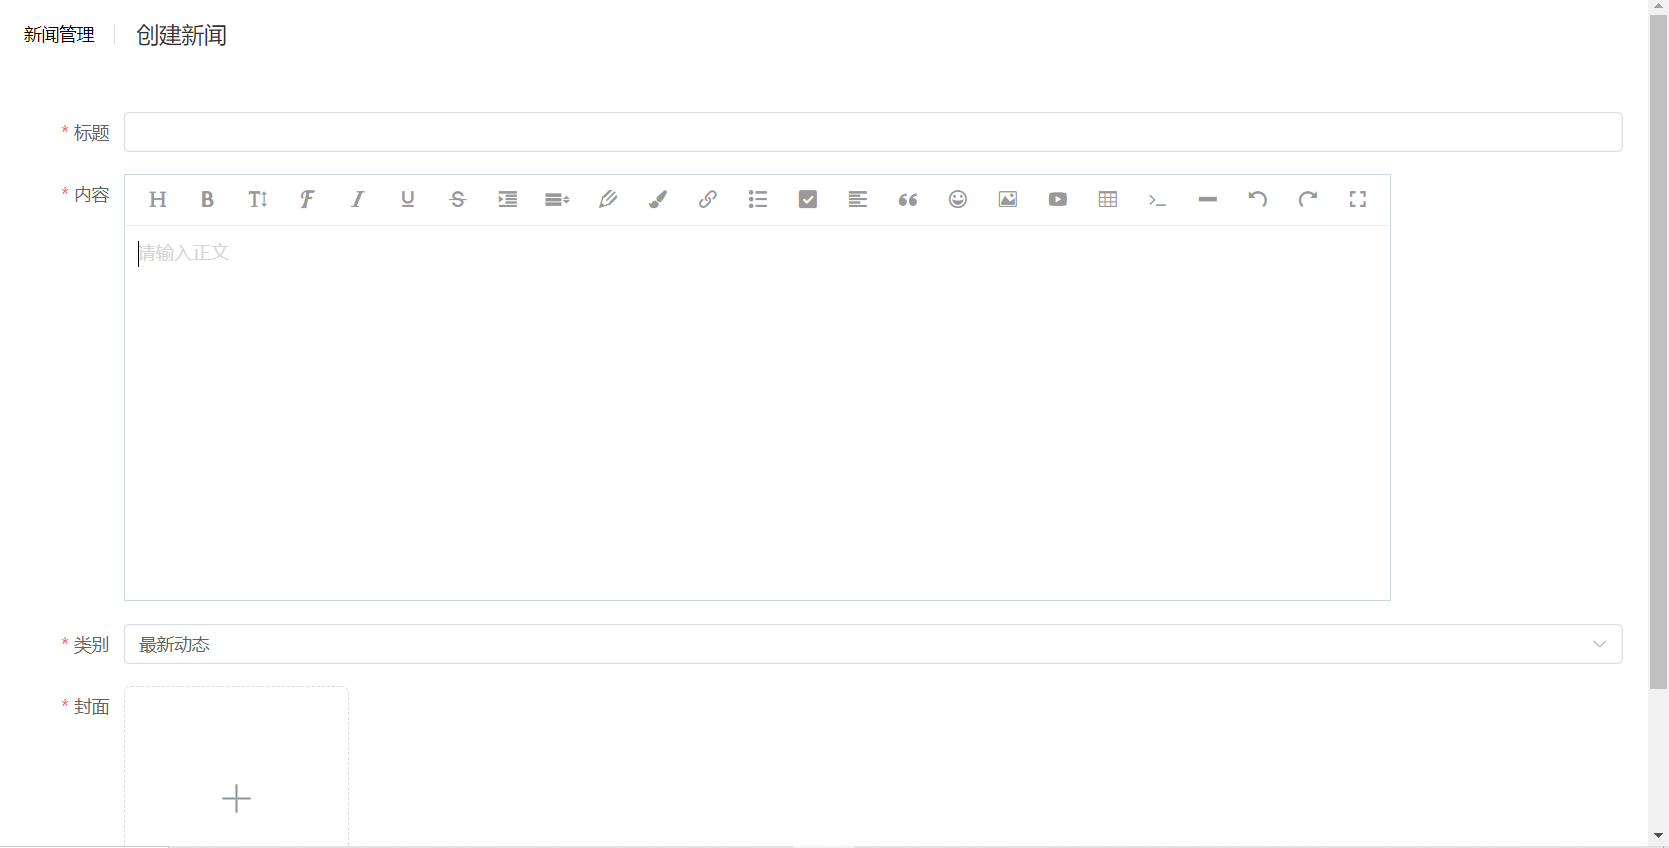 新闻管理 创建新闻
* 标题
* 内容
请输入正文
* 类别 最新动态
* 封面